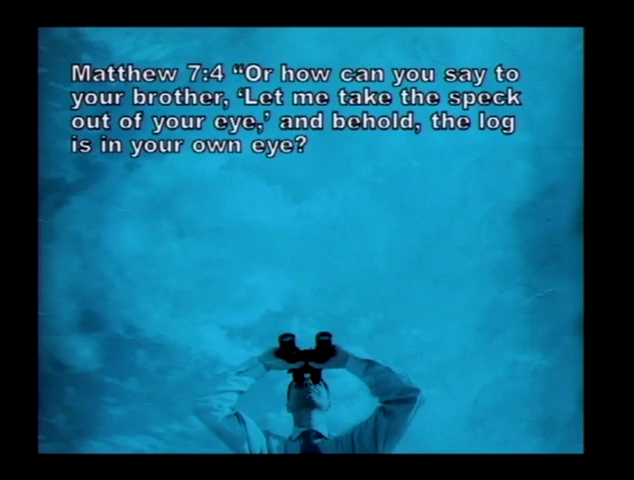 Matthew 7:4 “Or how can you say to
your brother, ‘Let me take the speck
out of your eye,’ and behold, the log
is in your own eye?